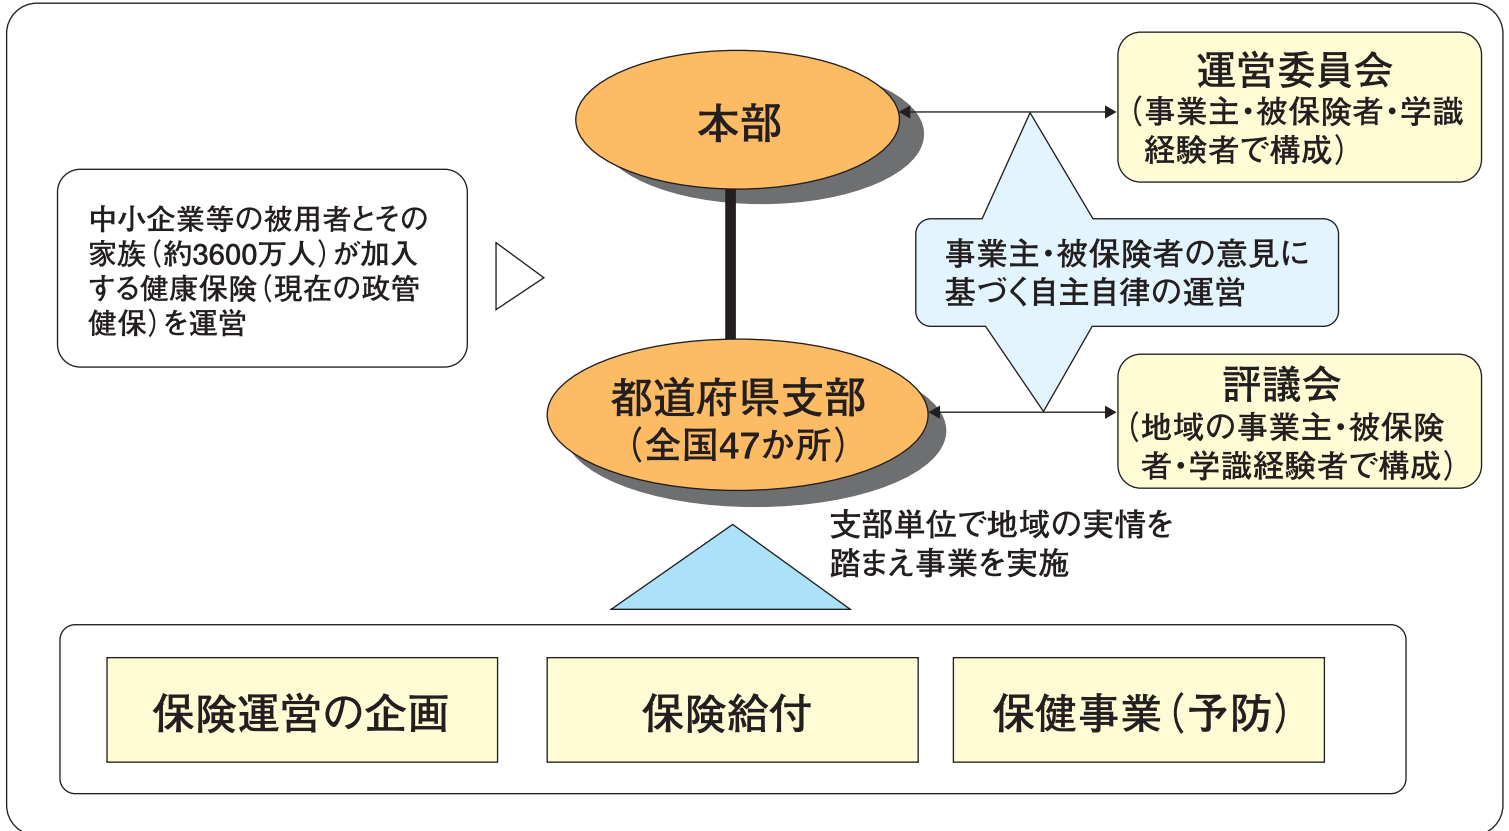 本部
運営委員会
（事業主・被保険者・学識
経験者で構成）
中小企業等の被用者とその
家族（約3600万人）が加入
する健康保険（現在の政管
健保）を運営
事業主・被保険者の意見に
基づく自主自律の運営
都道府県支部
（全国47か所）
評議会
（地域の事業主・被保険
者・学識経験者で構成）
支部単位で地域の実情を
踏まえ事業を実施
保険運営の企画
保険給付
保健事業（予防）